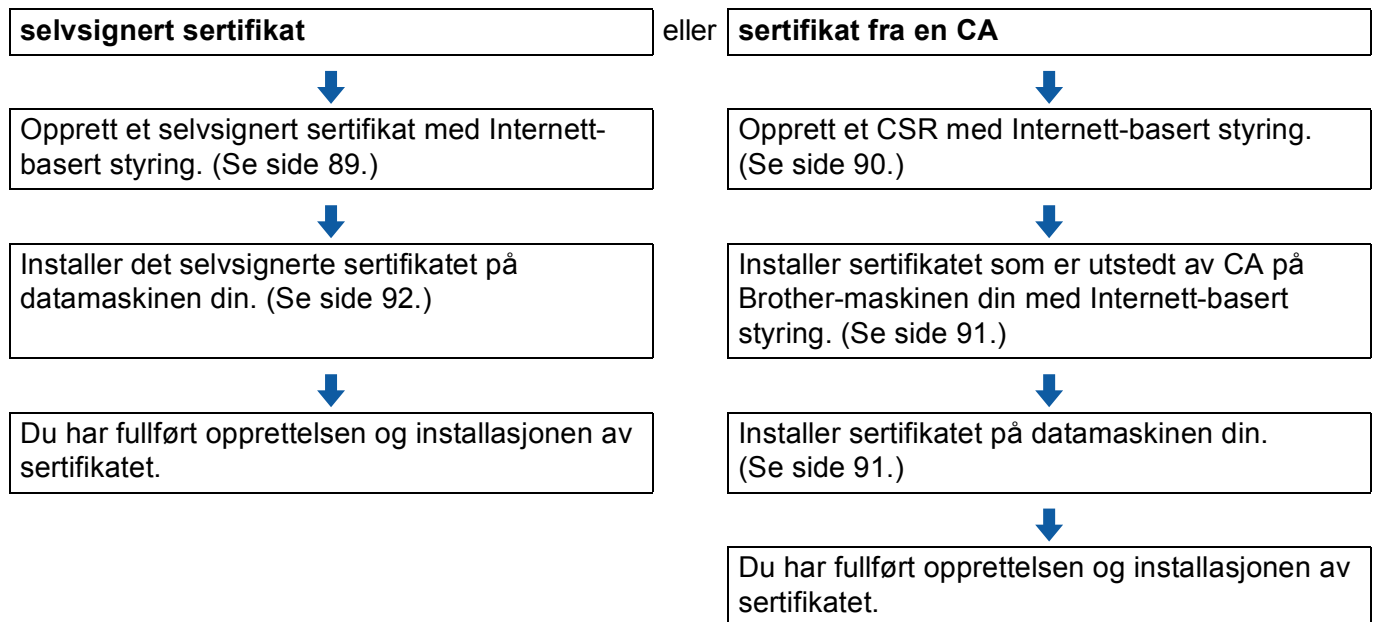 selvsignert sertifikat
eller
sertifikat fra en CA
Opprett et selvsignert sertifikat med Internett-
basert styring. (Se side 89.)
Opprett et CSR med Internett-basert styring.
(Se side 90.)
Installer det selvsignerte sertifikatet på
datamaskinen din. (Se side 92.)
Installer sertifikatet som er utstedt av CA på
Brother-maskinen din med Internett-basert
styring. (Se side 91.)
Du har fullført opprettelsen og installasjonen av
sertifikatet.
Installer sertifikatet på datamaskinen din.
(Se side 91.)
Du har fullført opprettelsen og installasjonen av
sertifikatet.